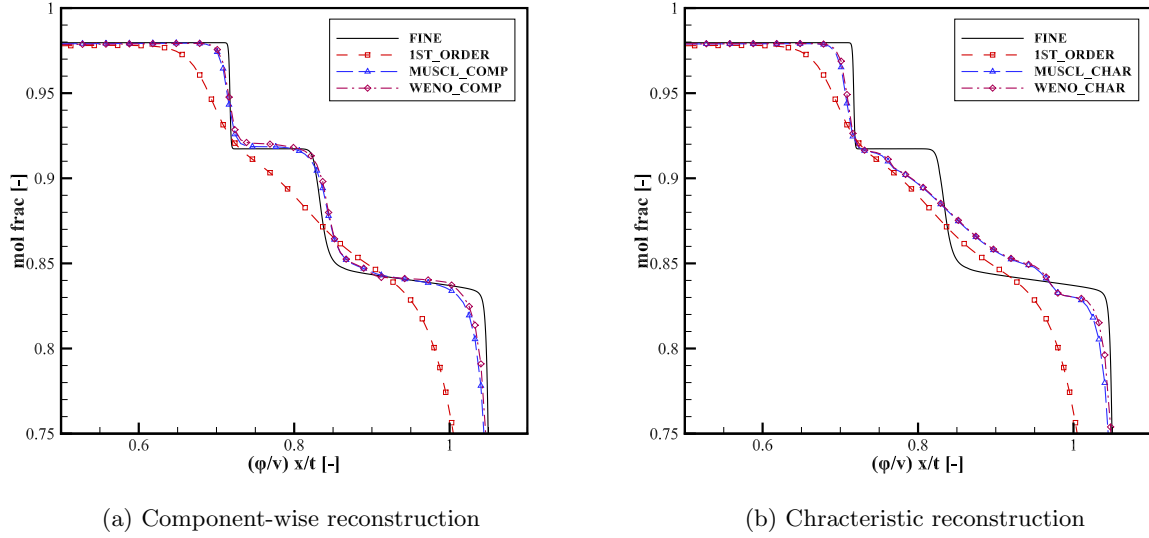 1
0.95
0.9
0.85
0.8
0.75
mol frac [-]
0.6
0.8
1
(φ/v) x/t [-]
FINE
1ST_ORDER
MUSCL_COMP
WENO_COMP
(a) Component-wise reconstruction
1
0.95
0.9
0.85
0.8
0.75
mol frac [-]
0.6
0.8
1
(φ/v) x/t [-]
FINE
1ST_ORDER
MUSCL_CHAR
WENO_CHAR
(b) Chracteristic reconstruction